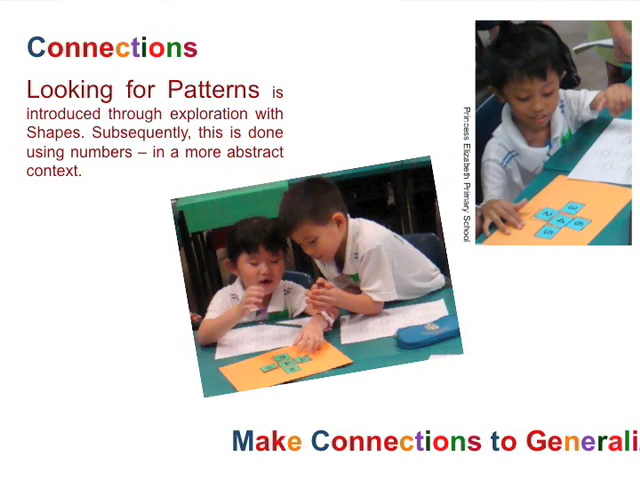 Connections
Looking for Patterns is
introduced through exploration with
Shapes. Subsequently, this is done
using numbers – in a more abstract
context.
Princess Elizabeth Primary School
Make Connections to Generali